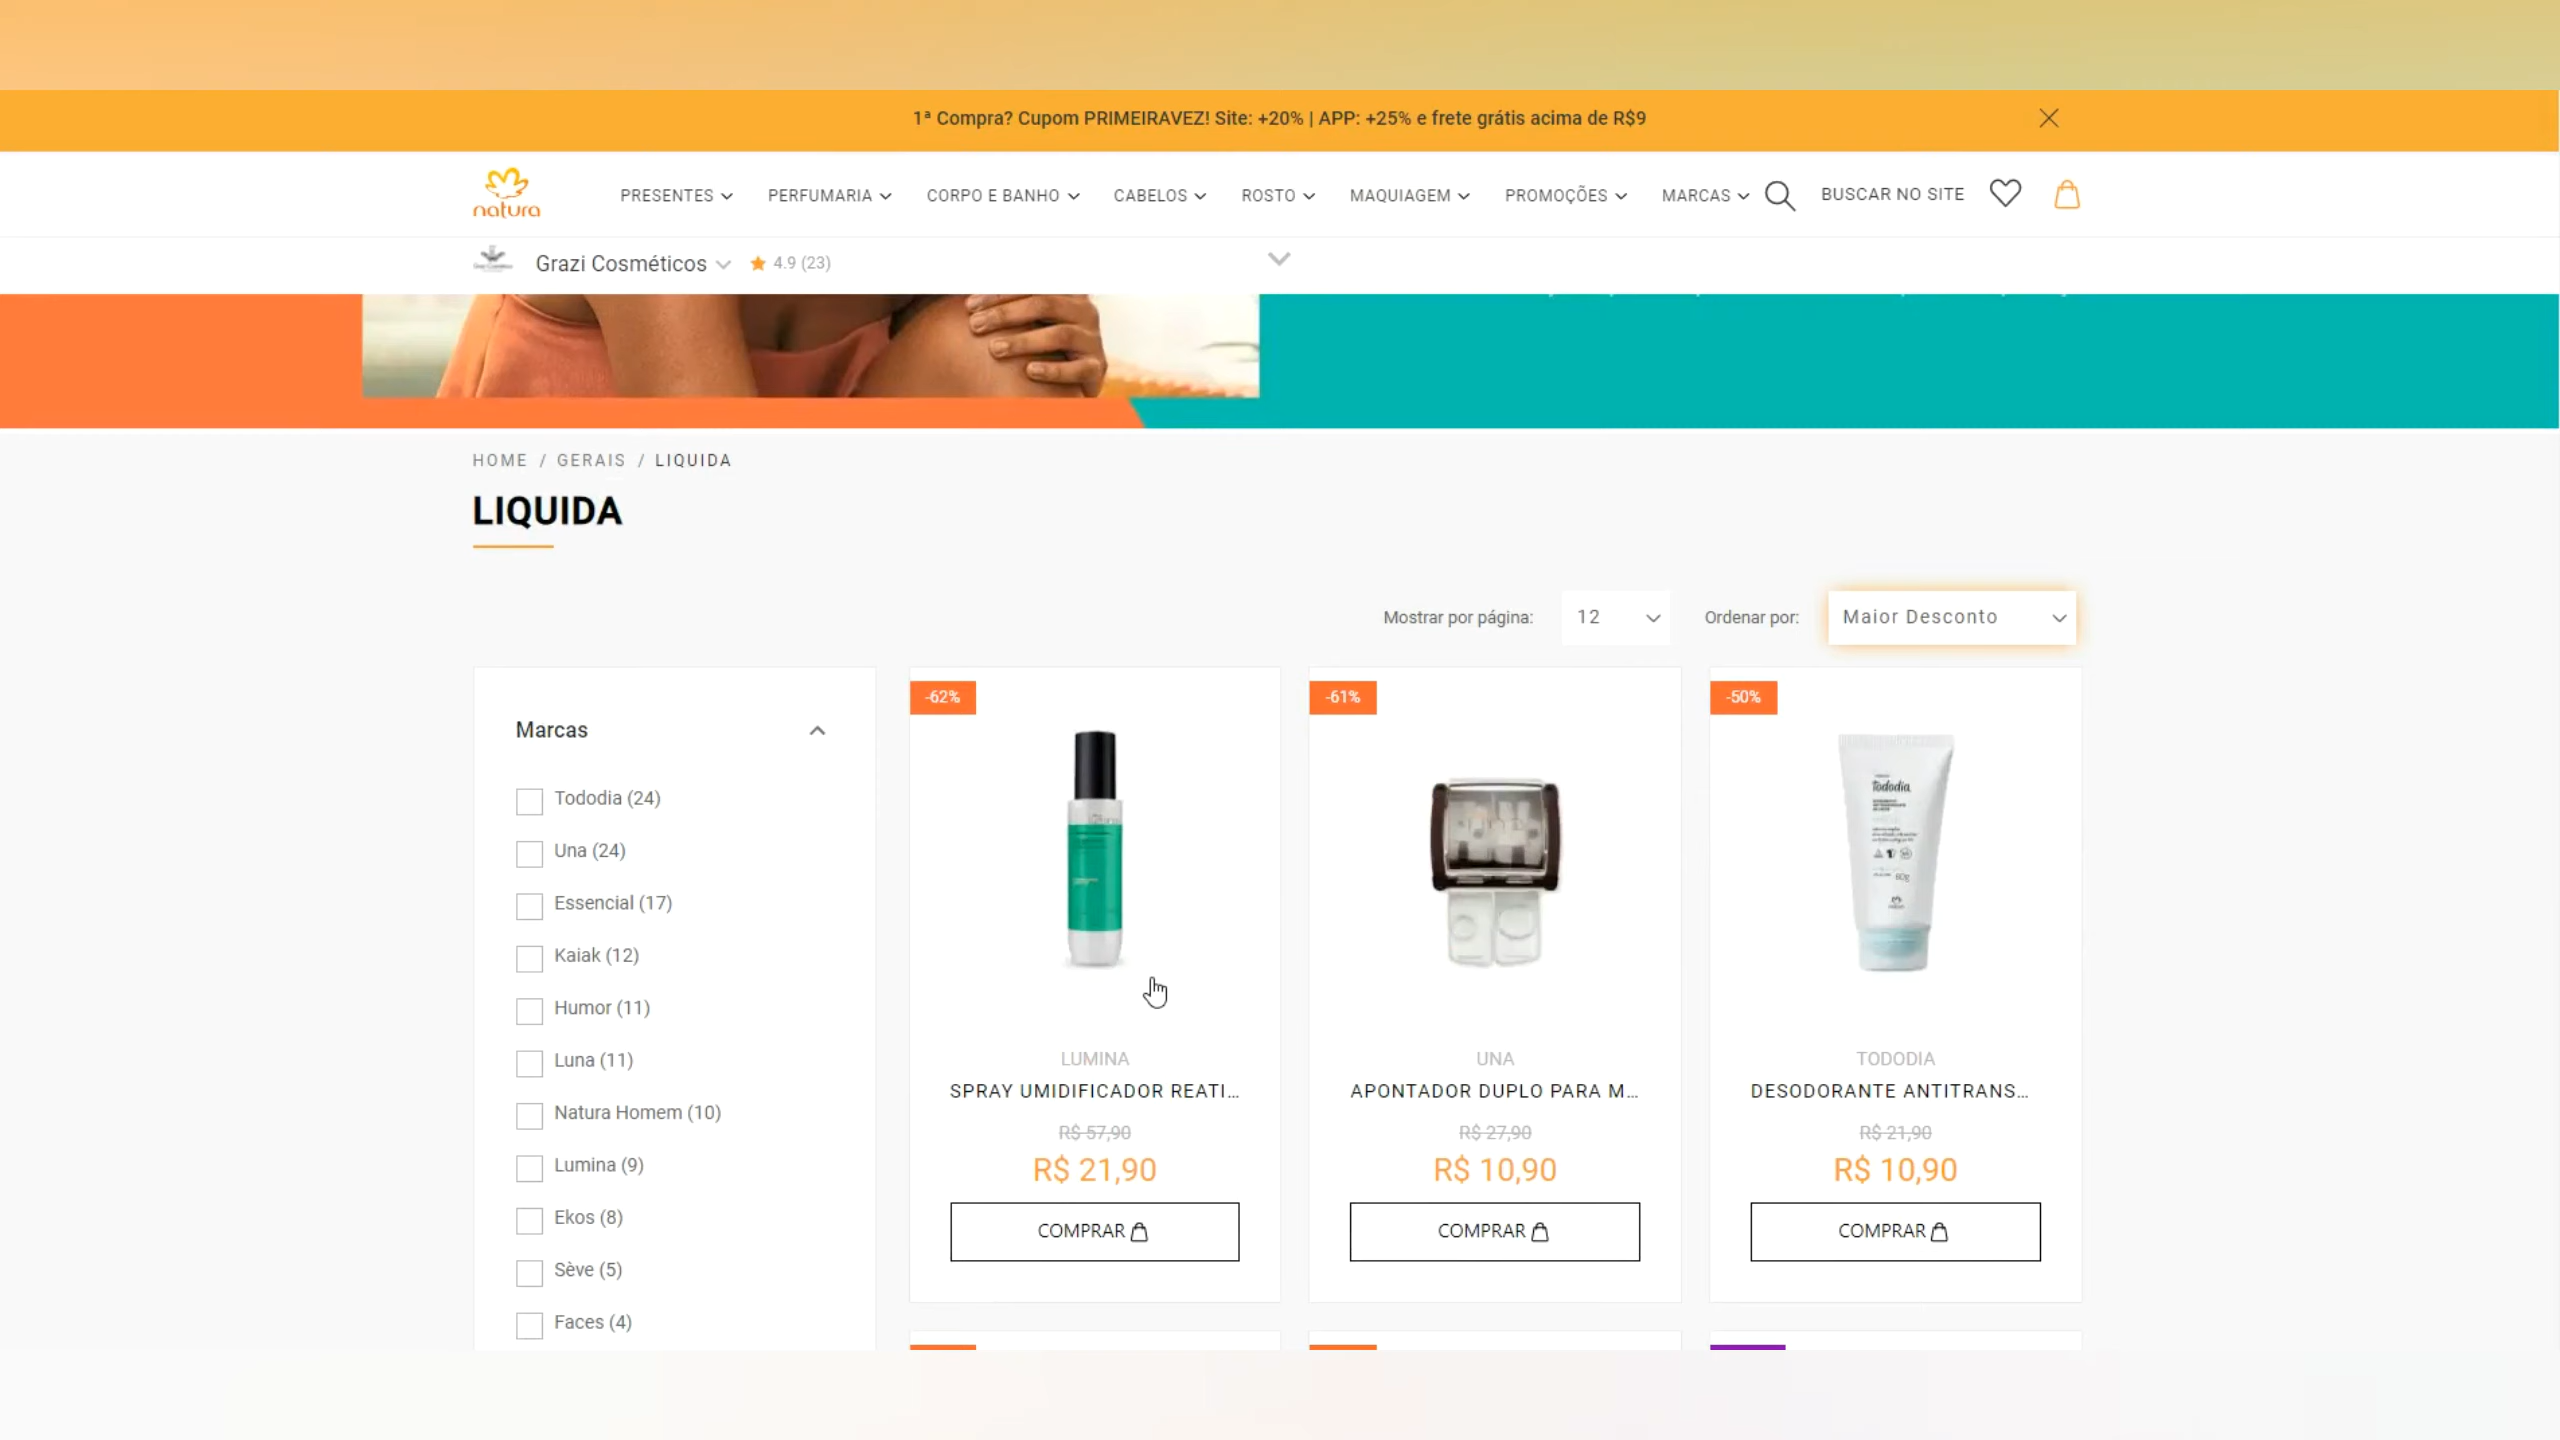 1ª Compra? Cupom PRIMEIRAVEZ! Site: +20% | APP: +25% e frete grátis acima de R$9
natura
PRESENTES
PERFUMARIA
CORPO E BANHO
CABELOS
ROSTO
MAQUIAGEM
PROMOÇÕES
MARCAS
BUSCAR NO SITE
Grazi Cosméticos
4.9 (23)
HOME / GERAIS / LIQUIDA
LIQUIDA
Mostrar por página:
12
Ordenar por:
Maior Desconto
Marcas
Tododia (24)
Una (24)
Essencial (17)
Kaiak (12)
Humor (11)
Luna (11)
Natura Homem (10)
Lumina (9)
Ekos (8)
Sève (5)
Faces (4)
-62%
LUMINA
SPRAY UMIDIFICADOR REATI...
R$ 57,90
R$ 21,90
COMPRAR
-61%
UNA
APONTADOR DUPLO PARA M...
R$ 27,90
R$ 10,90
COMPRAR
-50%
Tododia
TODODIA
DESODORANTE ANTITRANS...
R$ 21,90
R$ 10,90
COMPRAR